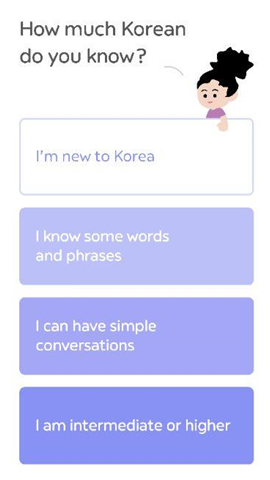 How much Korean
do you know?
I'm new to Korea
I know some words
and phrases
I can have simple
conversations
I am intermediate or higher